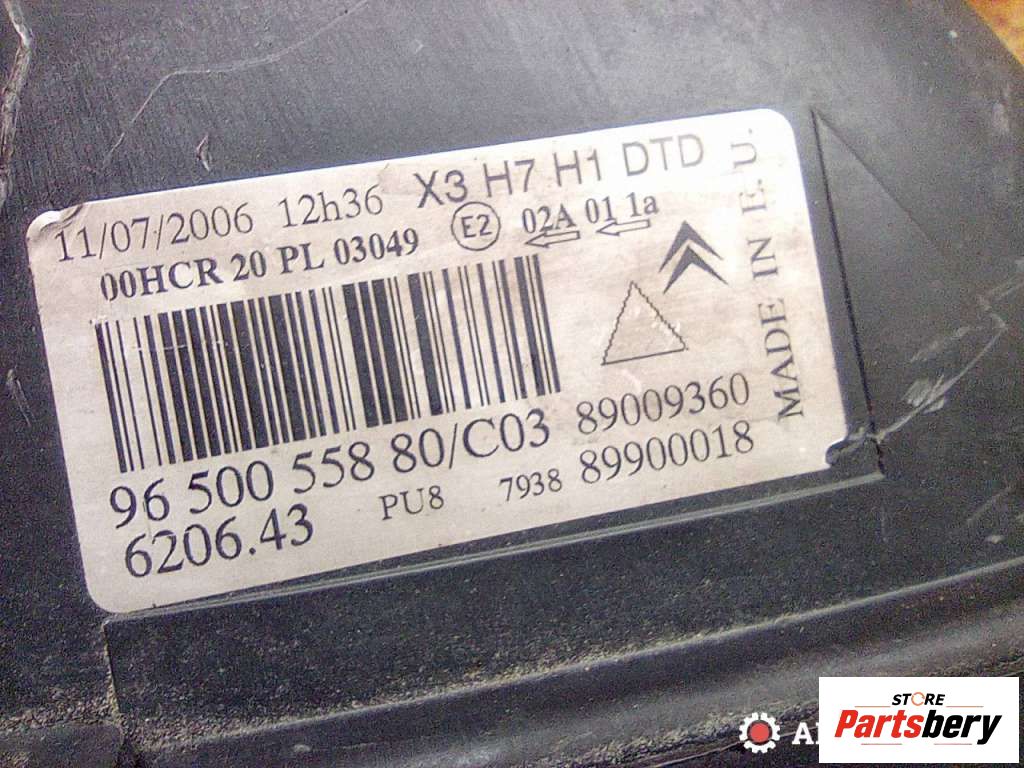 X3 H7 H1 DTD
11/07/2006 12h36
00HCR 20 PL 03049 E2 02A 01 1a
96 500 558 80/C03 89009360
6206.43 PU8 7938 89900018
MADE IN E.U.
STORE
Partsbery